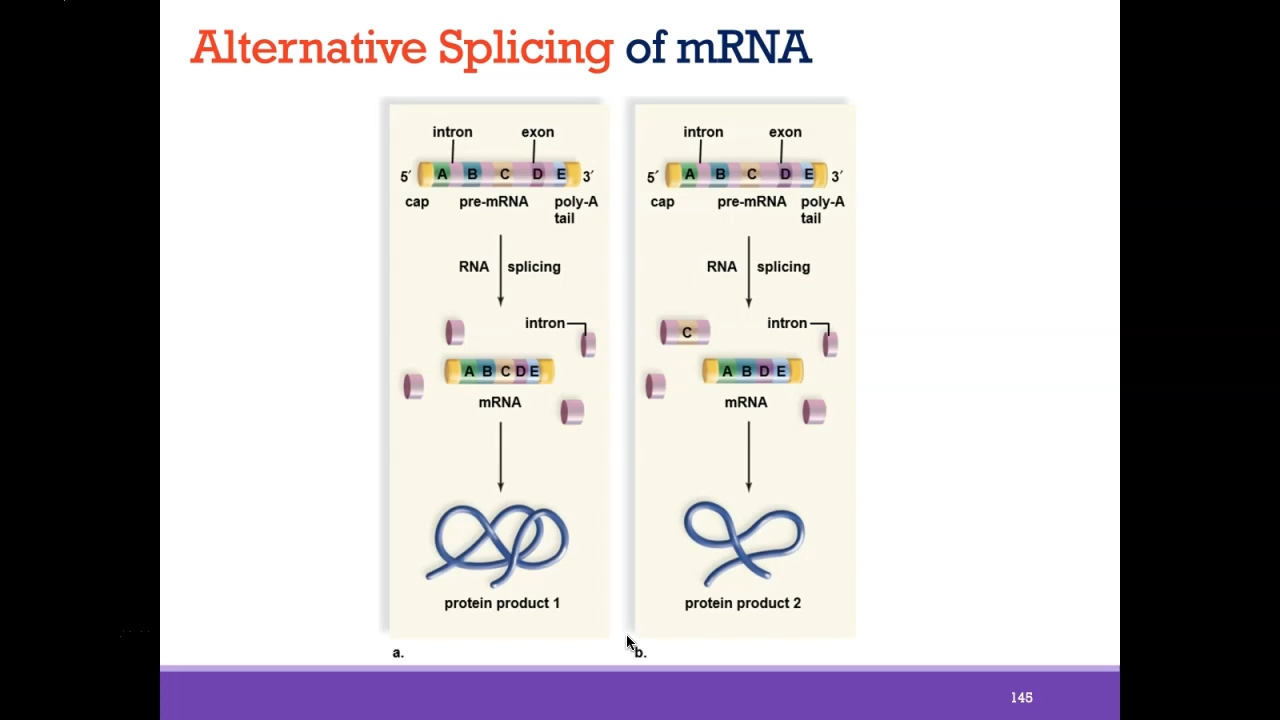 Alternative Splicing of mRNA
intron exon
5′ A B C D E 3′
cap pre-mRNA poly-A
tail
RNA splicing
intron
A B C D E
mRNA
protein product 1
a.
intron exon
5′ A B C D E 3′
cap pre-mRNA poly-A
tail
RNA splicing
C intron
A B D E
mRNA
protein product 2
b.
145